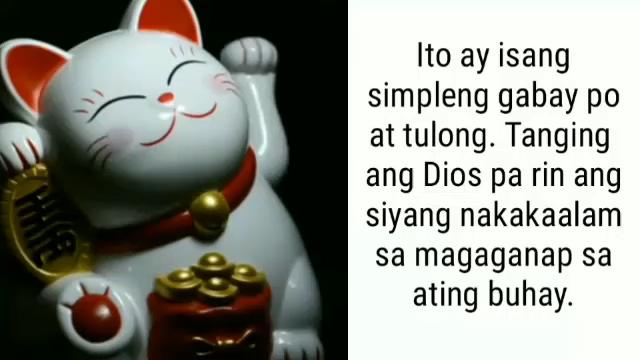 Ito ay isang
simpleng gabay po
at tulong. Tanging
ang Dios pa rin ang
siyang nakakaalam
sa magaganap sa
ating buhay.